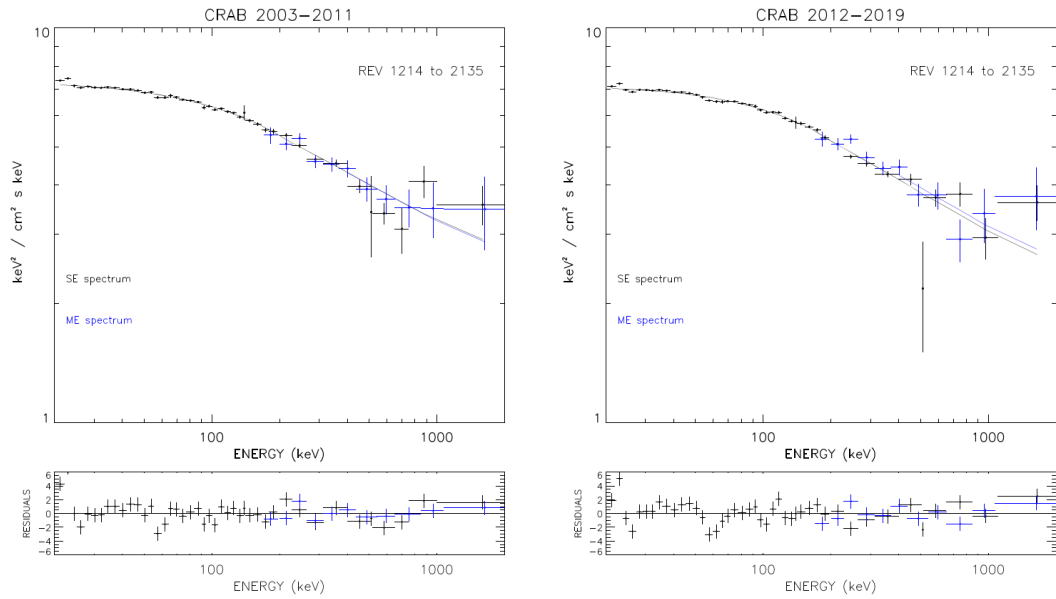 CRAB 2003–2011
10
REV 1214 to 2135
keV² / cm² s keV
SE spectrum
ME spectrum
1
100
1000
ENERGY (keV)
6
4
2
0
−2
−4
−6
RESIDUALS
100
1000
ENERGY (keV)
CRAB 2012–2019
10
REV 1214 to 2135
keV² / cm² s keV
SE spectrum
ME spectrum
1
100
1000
ENERGY (keV)
6
4
2
0
−2
−4
−6
RESIDUALS
100
1000
ENERGY (keV)